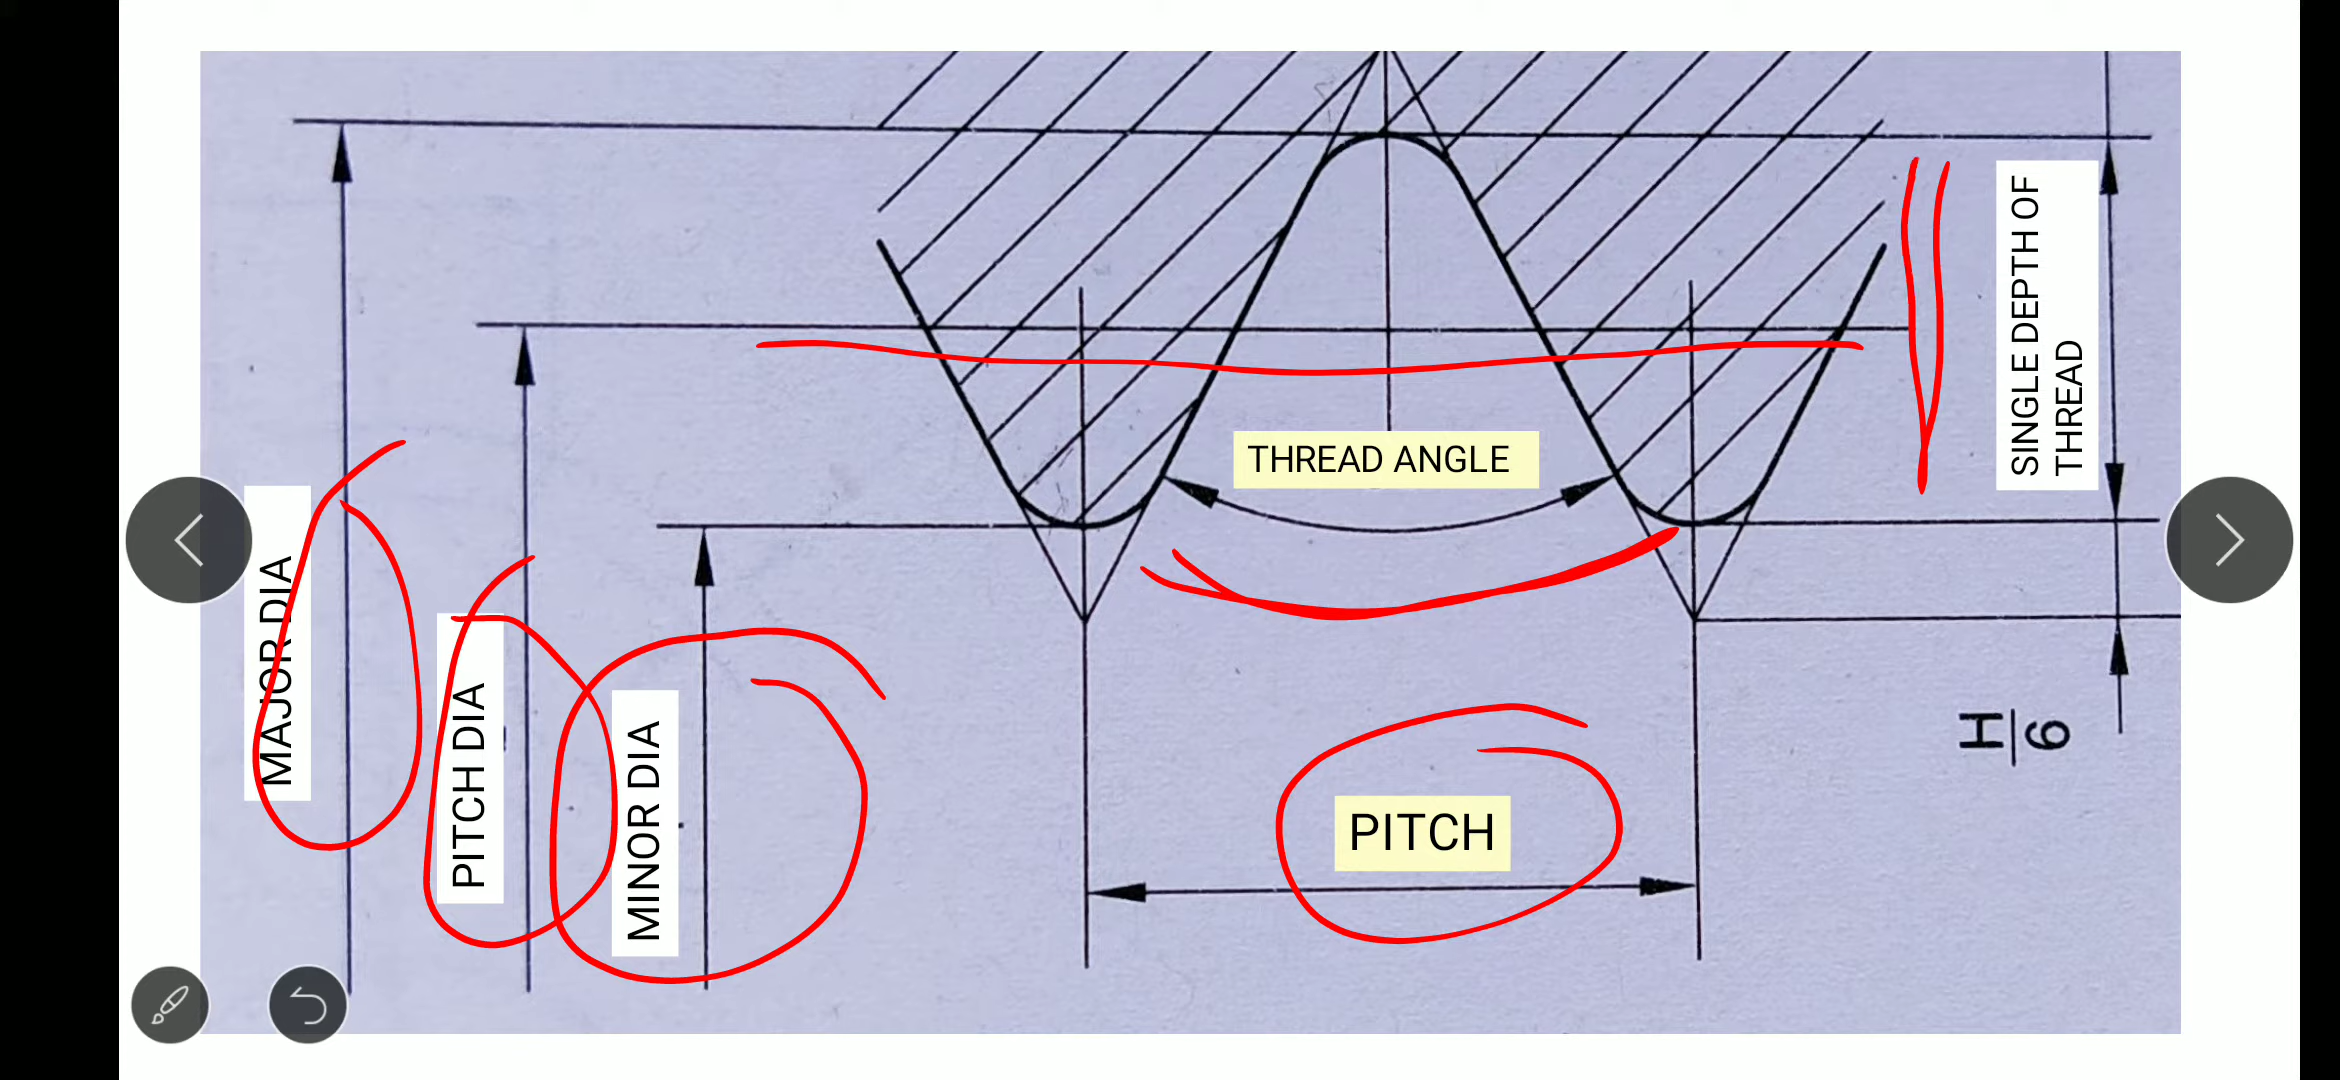 MAJOR DIA
PITCH DIA
MINOR DIA
THREAD ANGLE
PITCH
SINGLE DEPTH OF
THREAD
H
6